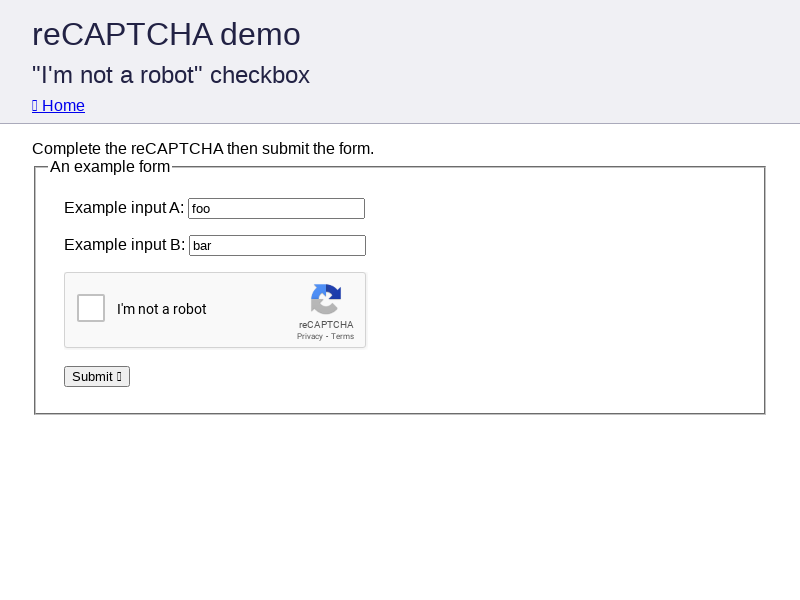 reCAPTCHA demo
"I'm not a robot" checkbox
Home
Complete the reCAPTCHA then submit the form.
An example form
Example input A: foo
Example input B: bar
I'm not a robot
reCAPTCHA
Privacy - Terms
Submit